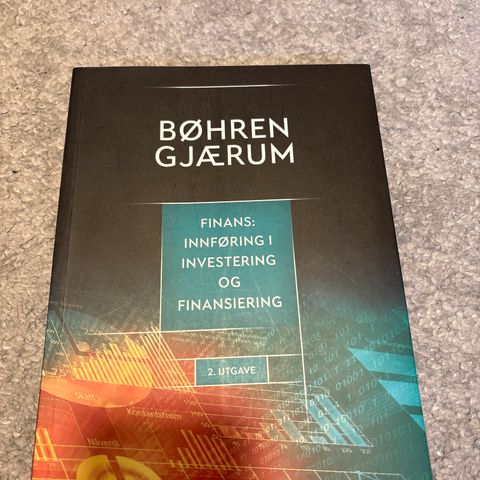 BØHREN
GJÆRUM
FINANS:
INNFØRING I
INVESTERING
OG
FINANSIERING
2. UTGAVE
Skatt
Kontantstrøm
Nåverdi